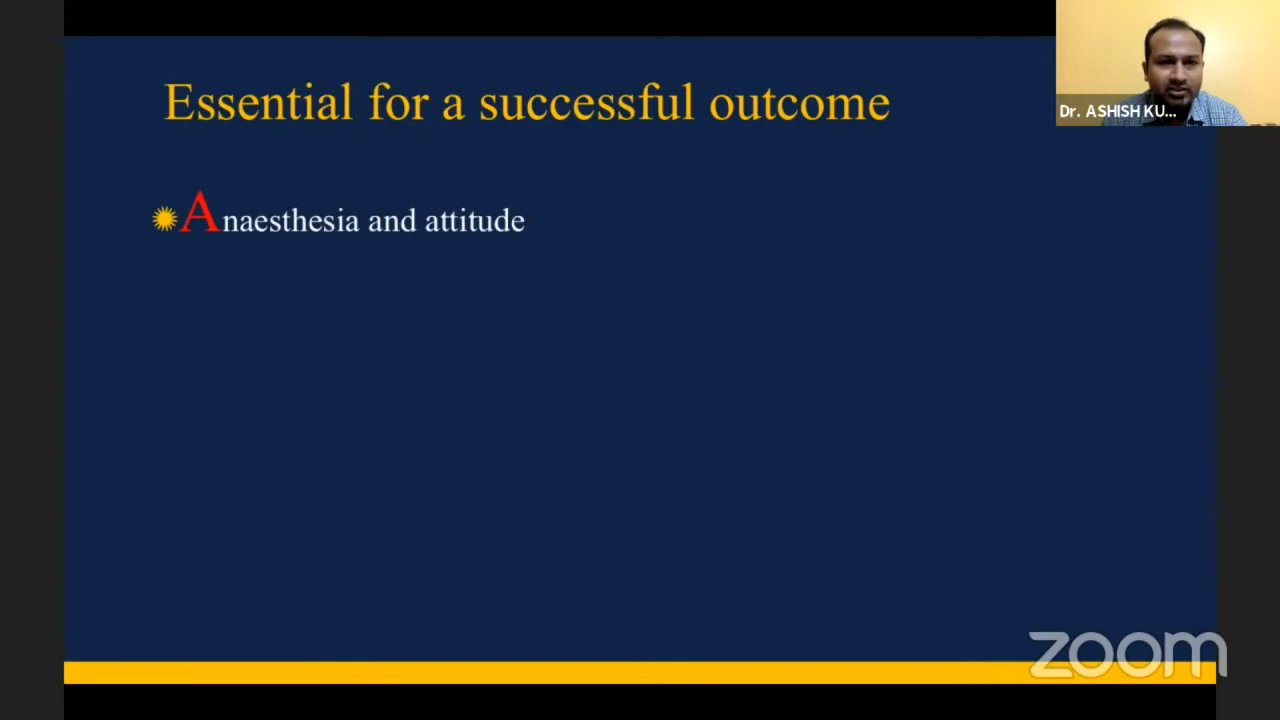 Essential for a successful outcome
Dr. ASHISH KU...
Anaesthesia and attitude
zoom